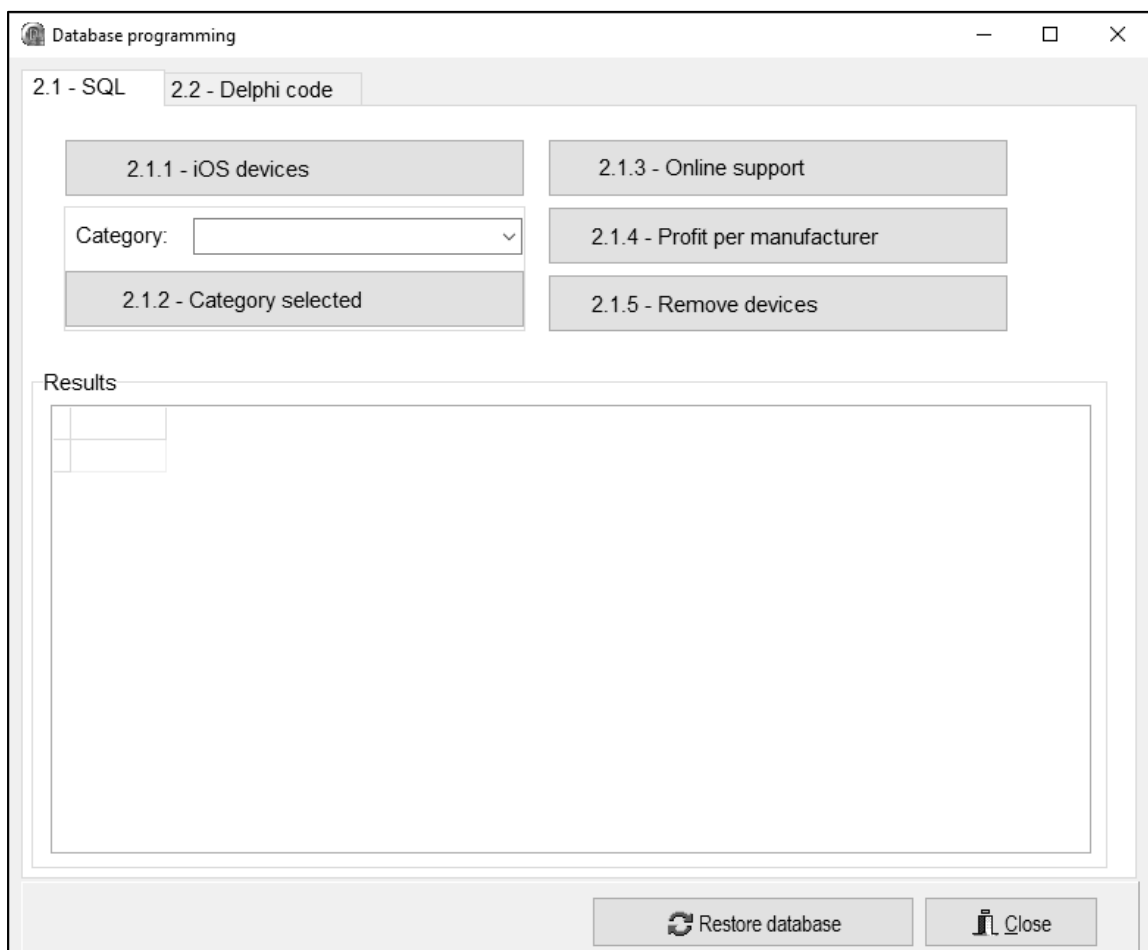 Database programming
2.1 - SQL
2.2 - Delphi code
2.1.1 - iOS devices
2.1.3 - Online support
Category:
2.1.4 - Profit per manufacturer
2.1.2 - Category selected
2.1.5 - Remove devices
Results
Restore database
Close